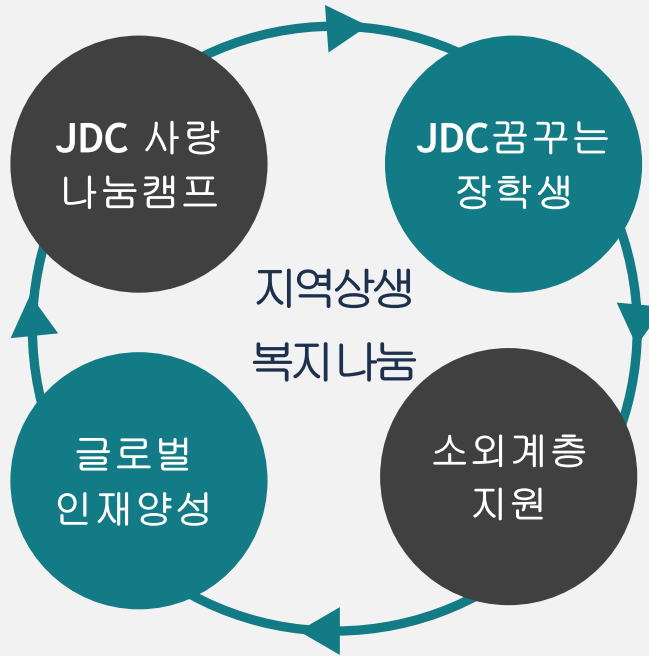 JDC 사랑
나눔캠프
JDC꿈꾸는
장학생
지역상생
복지나눔
글로벌
인재양성
소외계층
지원